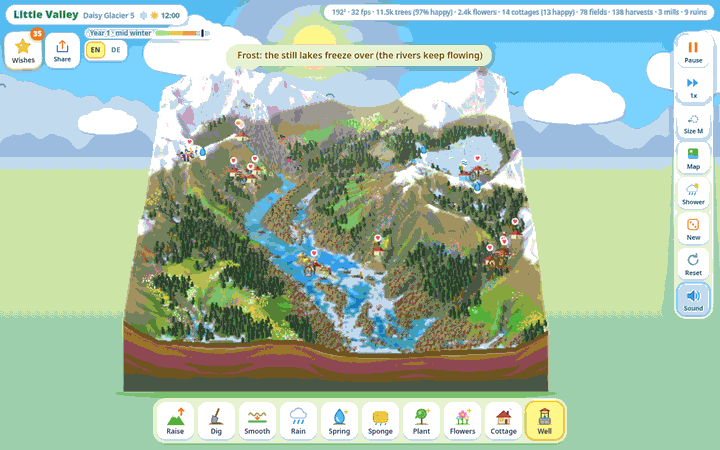 Little Valley Daisy Glacier 5 12:00
192² · 32 fps · 11.5k trees (97% happy) · 2.4k flowers · 14 cottages (13 happy) · 78 fields · 138 harvests · 3 mills · 9 ruins
35
Wishes
Share
Year 1 · mid winter
EN DE
Frost: the still lakes freeze over (the rivers keep flowing)
Pause
1x
Size M
Map
Shower
New
Reset
Sound
Raise Dig Smooth Rain Spring Sponge Plant Flowers Cottage Well